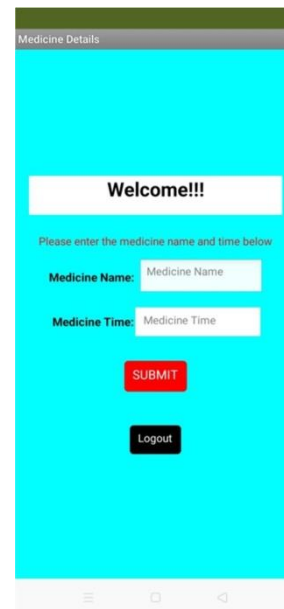 Medicine Details
Welcome!!!
Please enter the medicine name and time below
Medicine Name: Medicine Name
Medicine Time: Medicine Time
SUBMIT
Logout